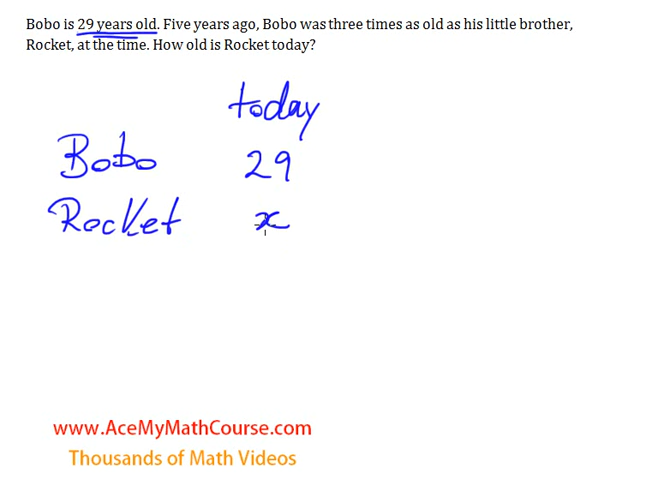 Bobo is 29 years old. Five years ago, Bobo was three times as old as his little brother,
Rocket, at the time. How old is Rocket today?
today
Bobo 29
Rocket x
www.AceMyMathCourse.com
Thousands of Math Videos